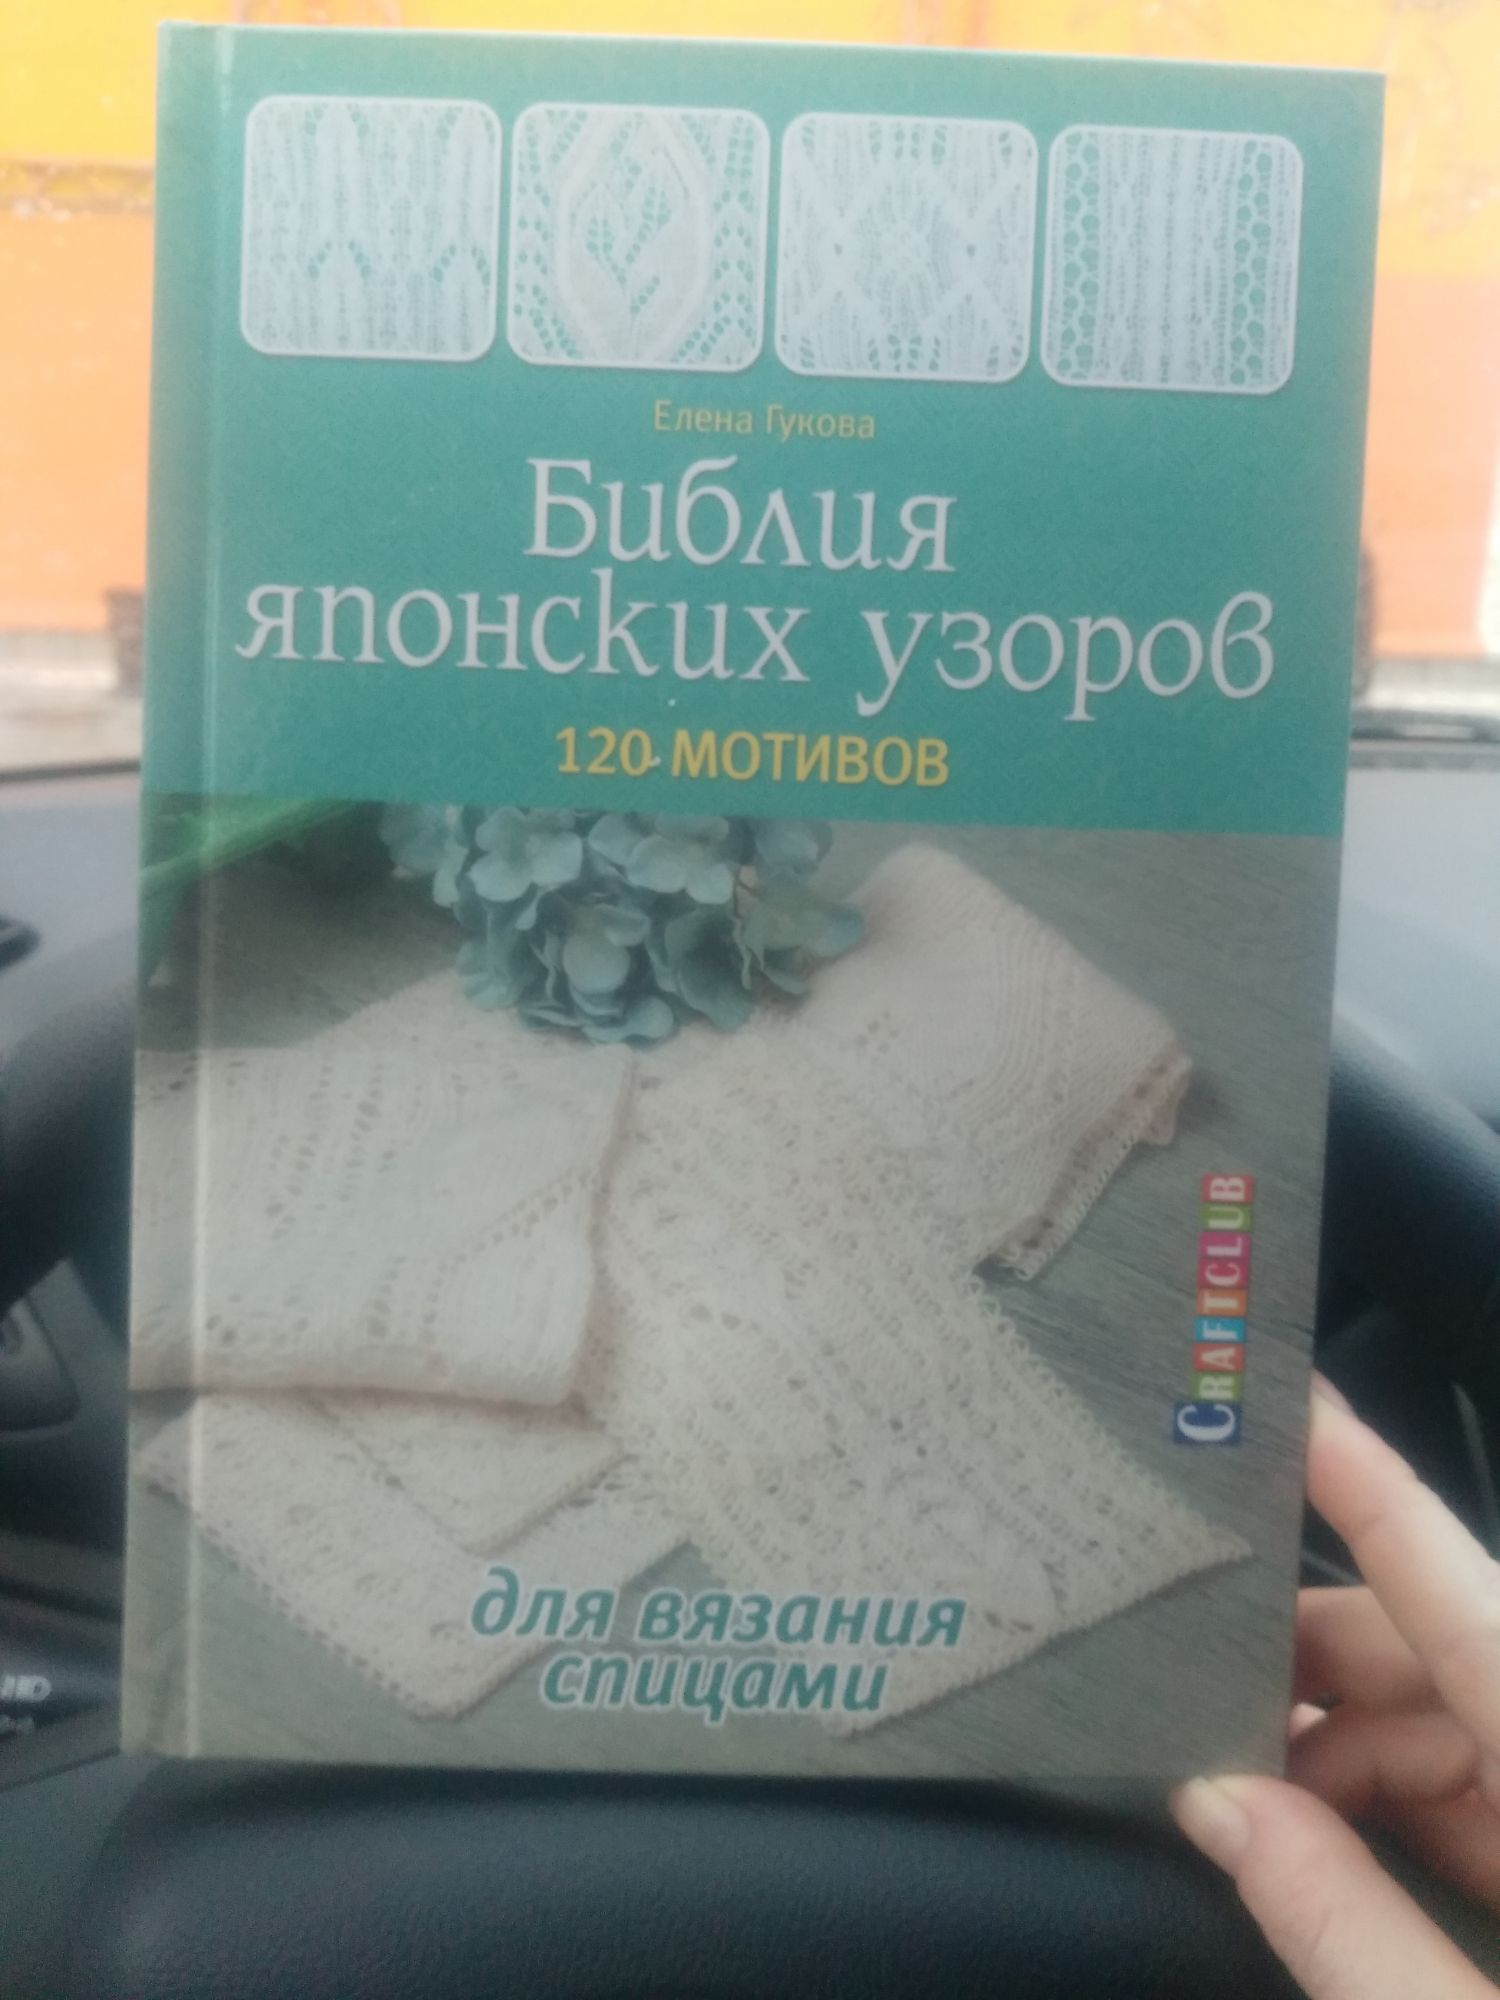 Елена Гукова
Библия
японских узоров
120 МОТИВОВ
CRAFTCLUB
для вязания
спицами